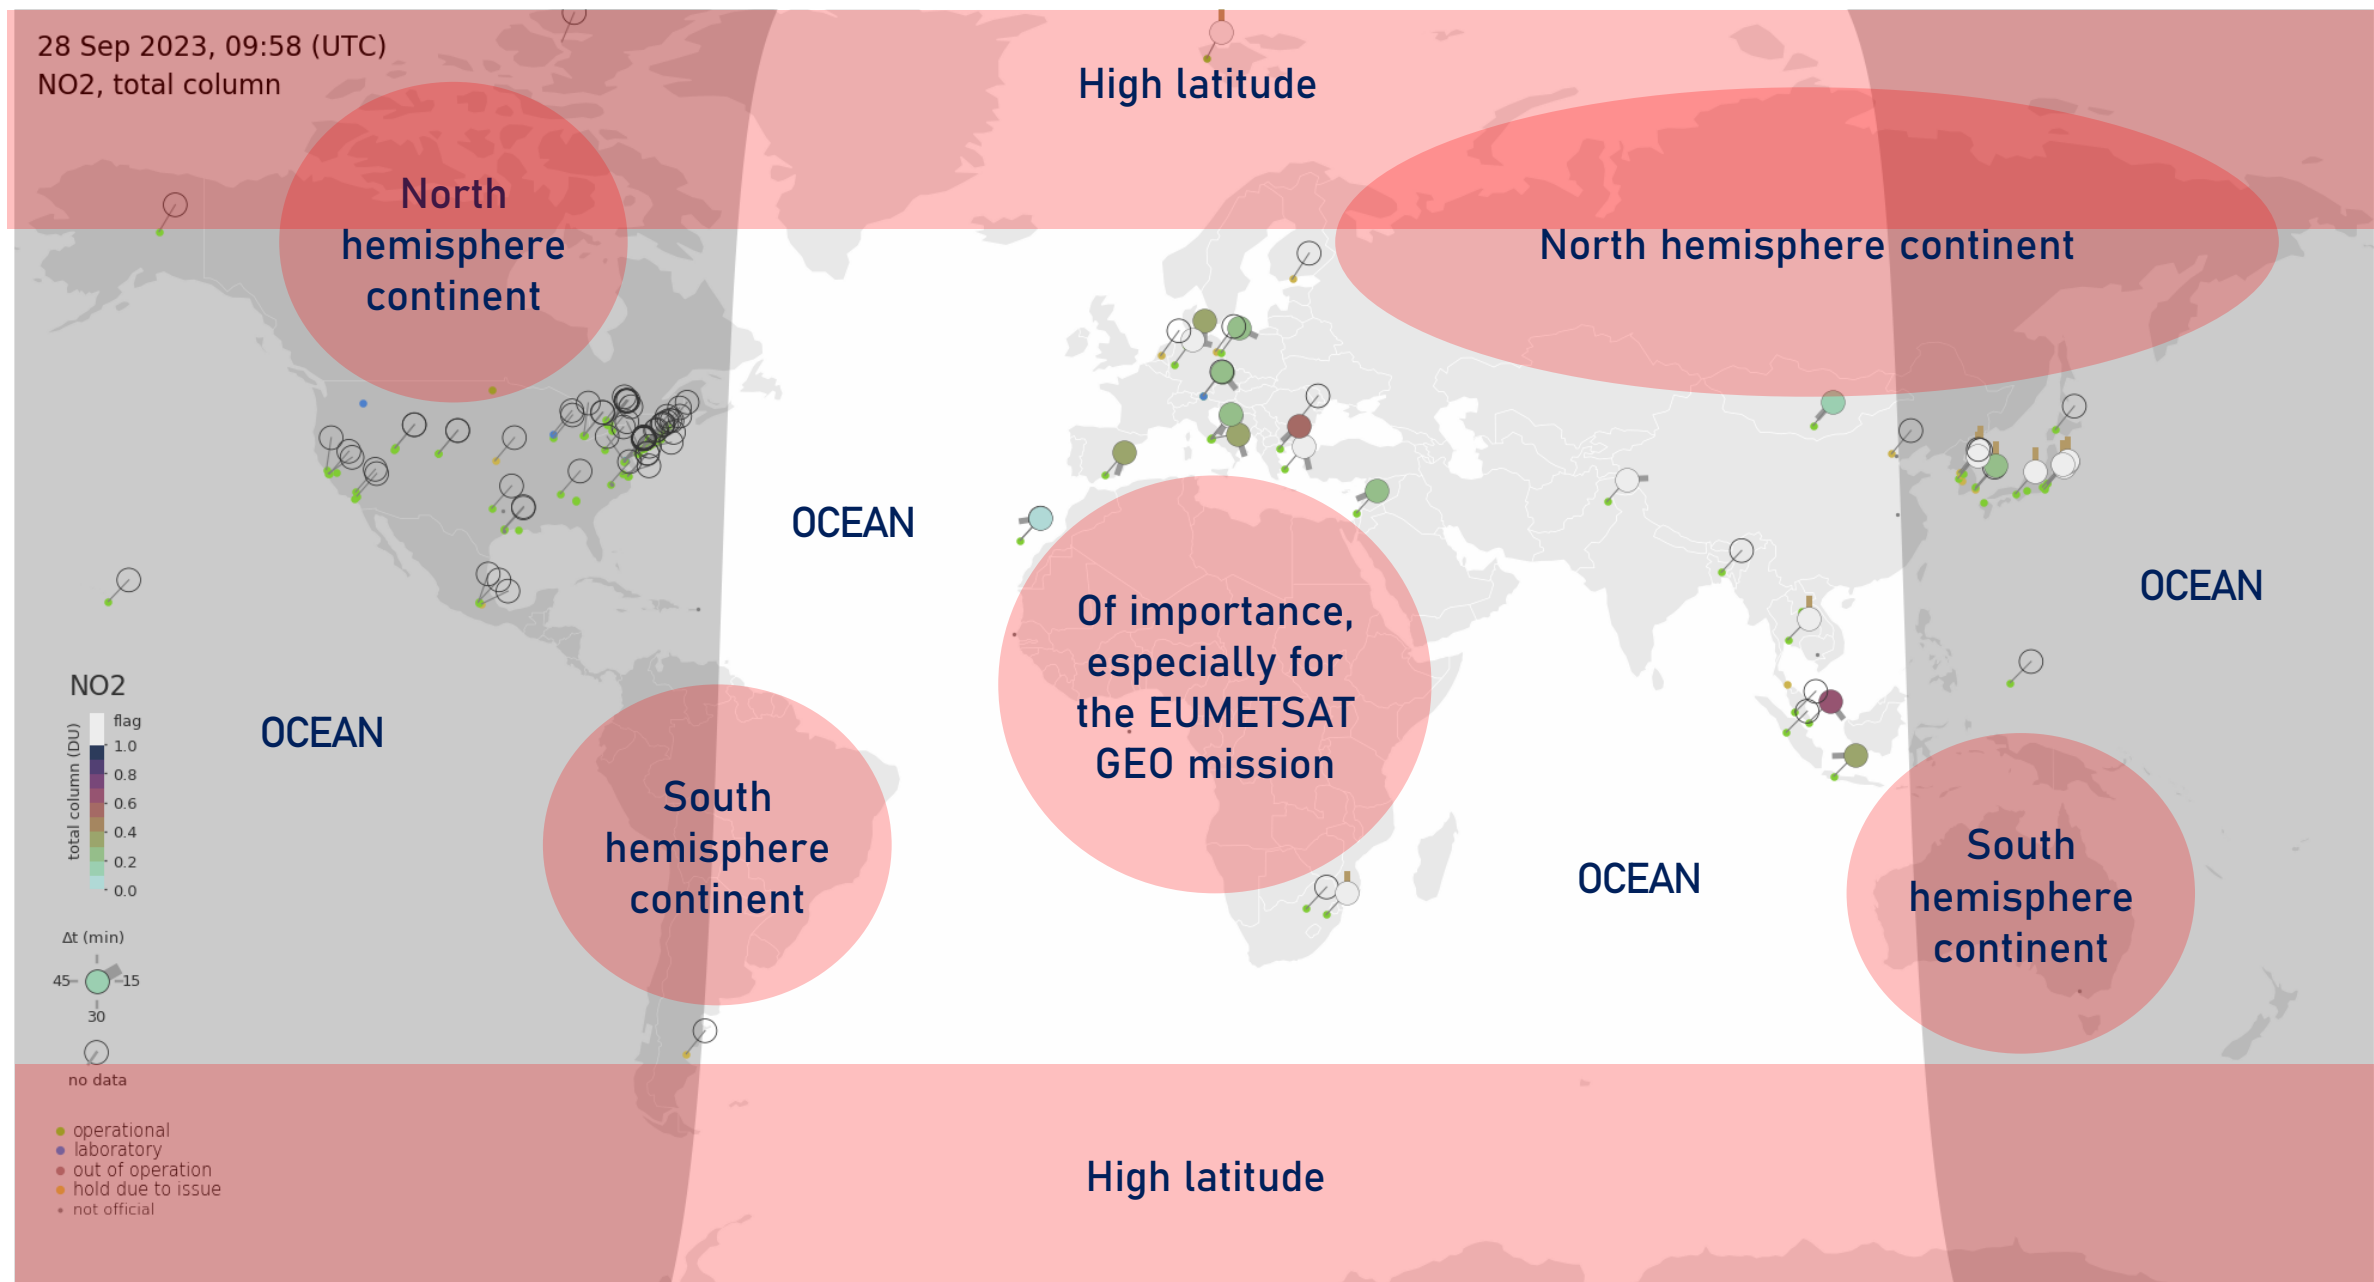 28 Sep 2023, 09:58 (UTC)
NO2, total column
High latitude
North
hemisphere
continent
North hemisphere continent
OCEAN
OCEAN
Of importance,
especially for
the EUMETSAT
GEO mission
OCEAN
South
hemisphere
continent
OCEAN
South
hemisphere
continent
NO2
total column (DU)
flag
1.0
0.8
0.6
0.4
0.2
0.0
Δt (min)
45
15
30
no data
operational
laboratory
out of operation
hold due to issue
not official
High latitude